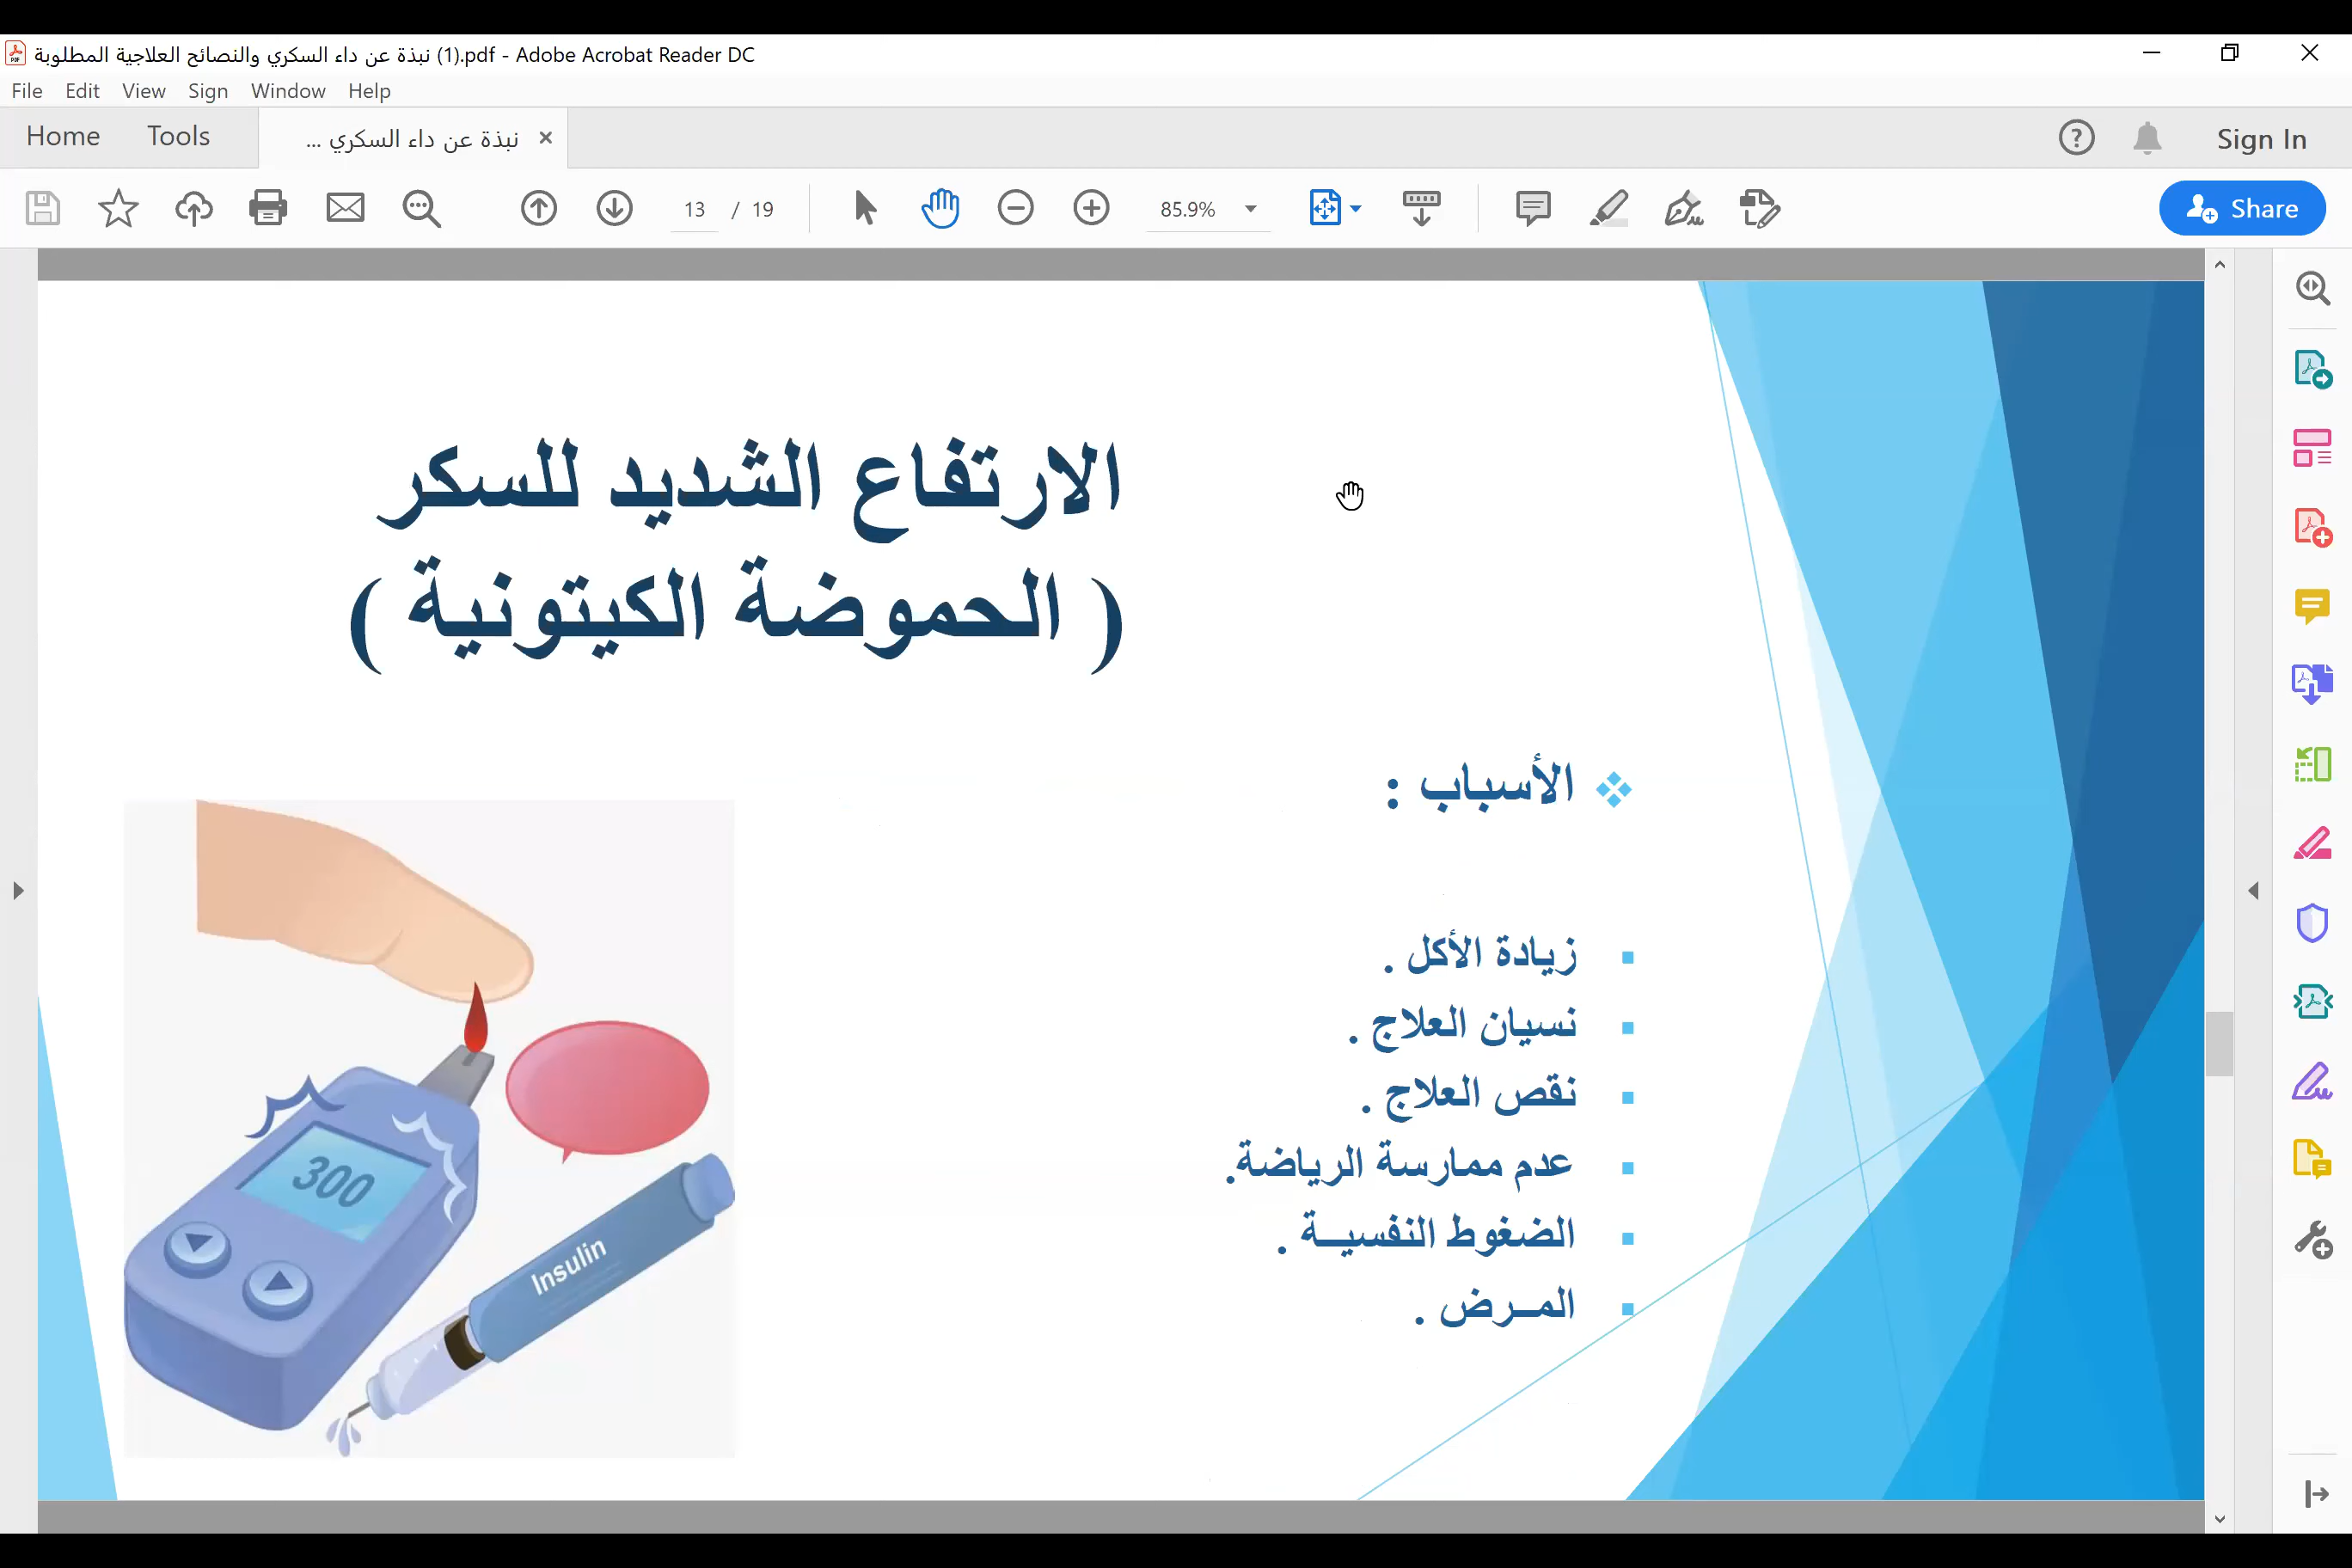 نبذة عن داء السكري والنصائح العلاجية المطلوبة (1).pdf - Adobe Acrobat Reader DC
File Edit View Sign Window Help
Home Tools نبذة عن داء السكري ... Sign In
13 / 19 85.9% Share
الارتفاع الشديد للسكر
( الحموضة الكيتونية )
الأسباب :
زيادة الأكل .
نسيان العلاج .
نقص العلاج .
عدم ممارسة الرياضة.
الضغوط النفسيـة .
المـرض .
300
Insulin